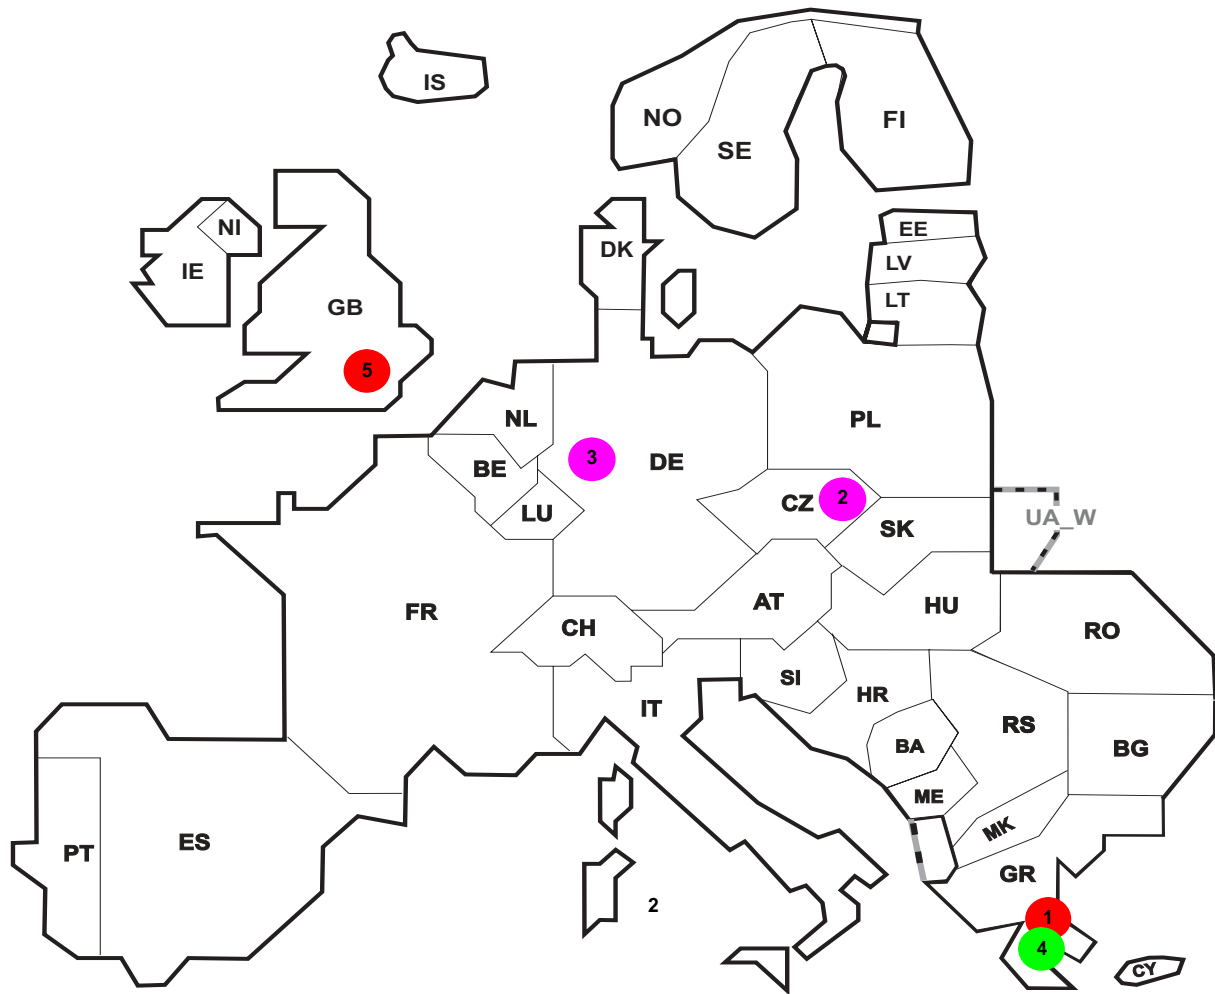 IS
NO
SE
FI
NI
IE
GB
DK
EE
LV
LT
5
NL
BE
LU
3
DE
PL
CZ
2
SK
UA_W
FR
CH
AT
HU
RO
IT
SI
HR
BA
RS
BG
ME
MK
PT
ES
GR
2
1
4
CY